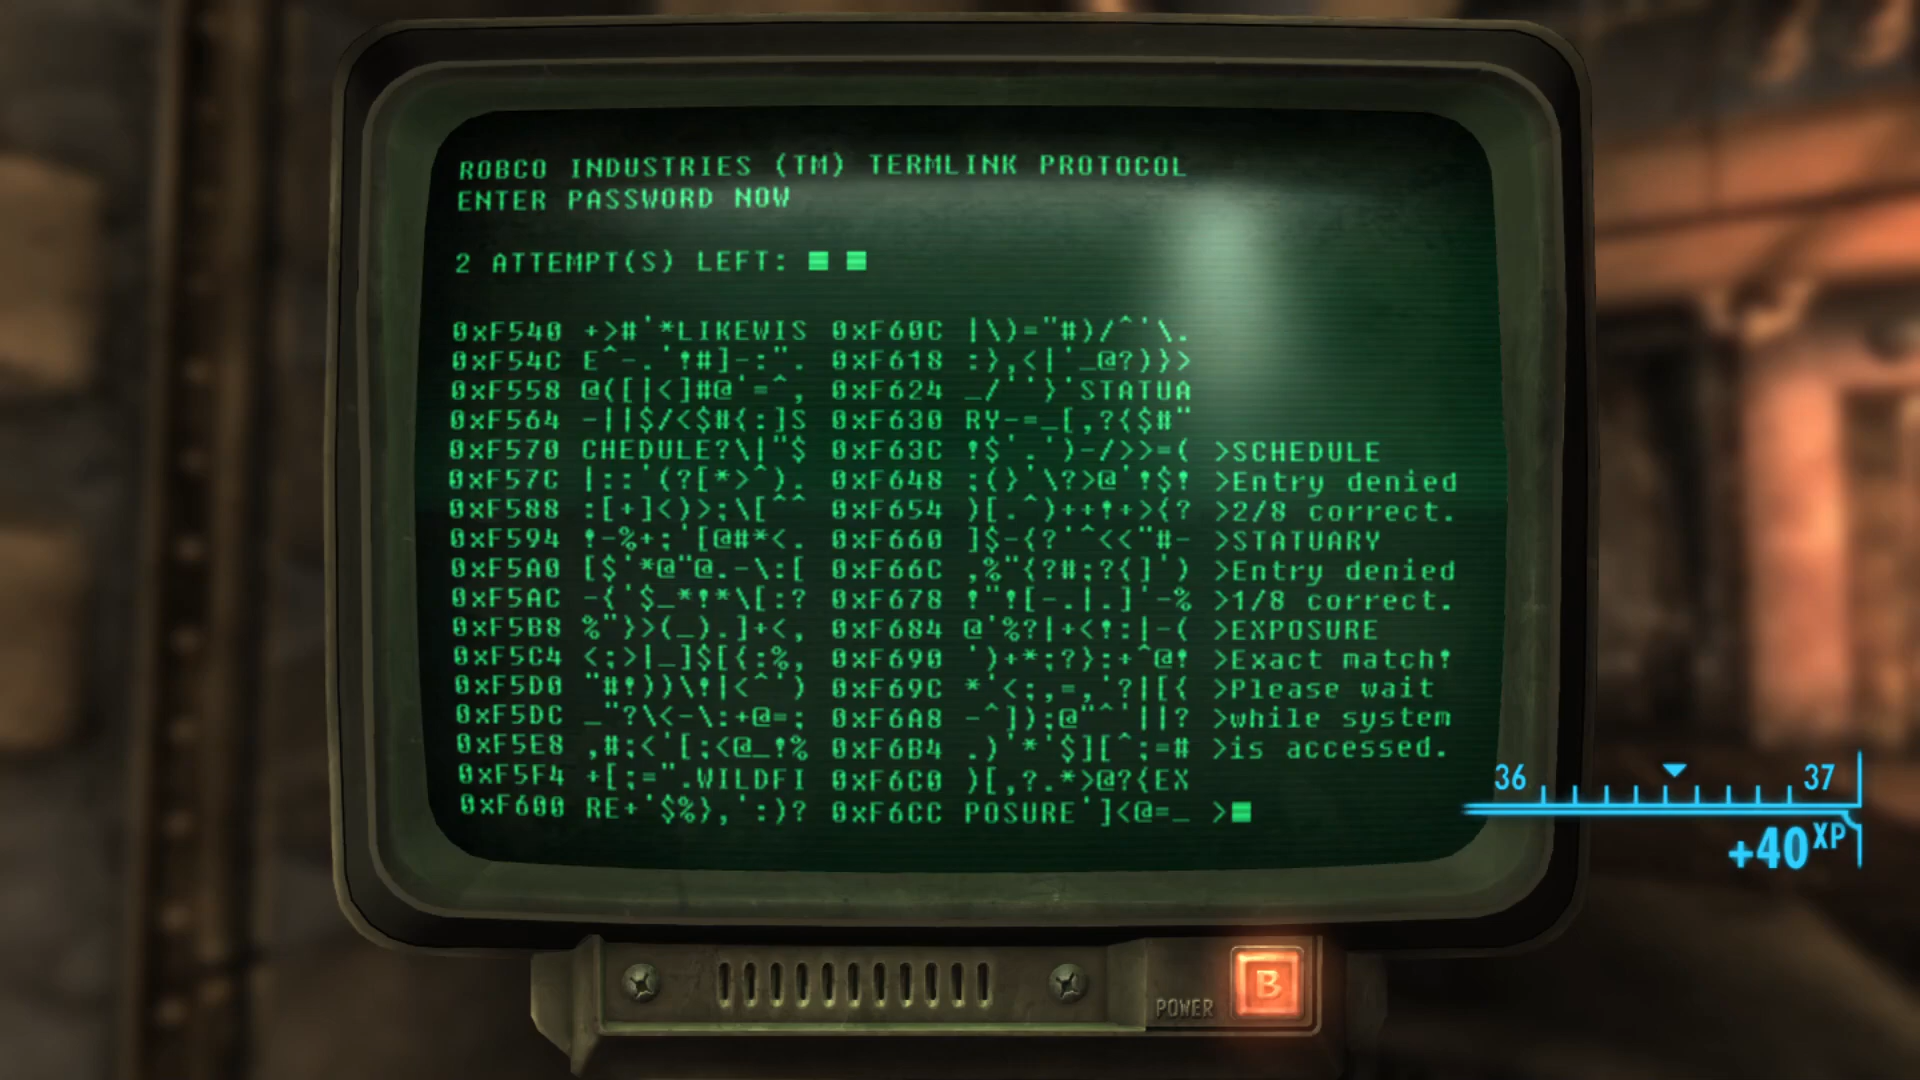 ROBCO INDUSTRIES (TM) TERMLINK PROTOCOL
ENTER PASSWORD NOW
2 ATTEMPT(S) LEFT: ■ ■
0xF540 +>#'*LIKEWIS 0xF60C |\)="#)/^'\.
0xF54C E^-.'!#]-:". 0xF618 :},<|'_@?)}>
0xF558 @([|<]#@'=^, 0xF624 _/''}'STATUA
0xF564 -||$/<$#{:]S 0xF630 RY-=_[,?{$#"
0xF570 CHEDULE?\|"$ 0xF63C !$'.')-/>>=( >SCHEDULE
0xF57C |::'(?[*>^). 0xF648 ;(}'\?>@'!$! >Entry denied
0xF588 :[+]<)>;\[^^ 0xF654 )[.^)++!+>{? >2/8 correct.
0xF594 !-%+;'[@#*<. 0xF660 ]$-{?'^<<"#- >STATUARY
0xF5A0 [$'*@"@.-\:[ 0xF66C ,%"{?#;?{]') >Entry denied
0xF5AC -{'$_*!*\[:? 0xF678 !"![-.|.]'-% >1/8 correct.
0xF5B8 %"}>(_).]+<, 0xF684 @'%?|+<!:|-( >EXPOSURE
0xF5C4 <;>|_]$[{:%, 0xF690 ')+*;?}:+^@! >Exact match!
0xF5D0 "#!))\!|<^') 0xF69C *'<;,=,'?|[{ >Please wait
0xF5DC _"?\<-\:+@=; 0xF6A8 -^]);@"^'||? >while system
0xF5E8 ,#;<'[;<@_!% 0xF6B4 .)'*'$][^;=# >is accessed.
0xF5F4 +[;=".WILDFI 0xF6C0 )[,?.*>@?{EX
0xF600 RE+'$%},':)? 0xF6CC POSURE']<@=_ >■
36 37
+40 XP
POWER
B